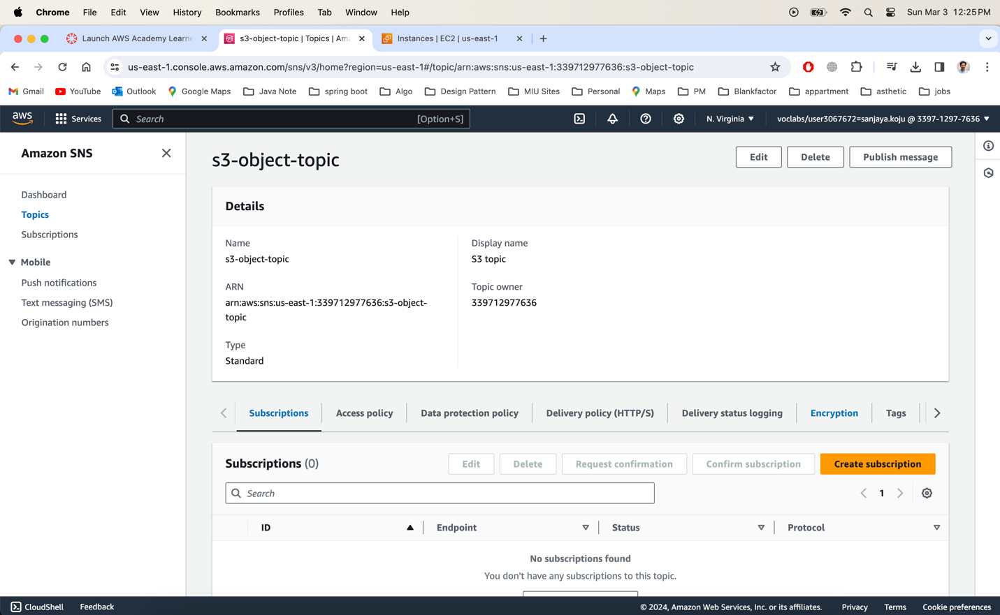 Chrome File Edit View History Bookmarks Profiles Tab Window Help Sun Mar 3 12:25 PM
Launch AWS Academy Learne s3-object-topic | Topics | Ama Instances | EC2 | us-east-1
us-east-1.console.aws.amazon.com/sns/v3/home?region=us-east-1#/topic/arn:aws:sns:us-east-1:339712977636:s3-object-topic
Gmail YouTube Outlook Google Maps Java Note spring boot Algo Design Pattern MIU Sites Personal Maps PM Blankfactor appartment asthetic jobs
aws Services Search [Option+S] N. Virginia voclabs/user3067672=sanjaya.koju @ 3397-1297-7636
Amazon SNS
Dashboard
Topics
Subscriptions
Mobile
Push notifications
Text messaging (SMS)
Origination numbers
s3-object-topic
Edit Delete Publish message
Details
Name
s3-object-topic
ARN
arn:aws:sns:us-east-1:339712977636:s3-object-
topic
Type
Standard
Display name
S3 topic
Topic owner
339712977636
Subscriptions Access policy Data protection policy Delivery policy (HTTP/S) Delivery status logging Encryption Tags
Subscriptions (0) Edit Delete Request confirmation Confirm subscription Create subscription
Search 1
ID Endpoint Status Protocol
No subscriptions found
You don't have any subscriptions to this topic.
CloudShell Feedback © 2024, Amazon Web Services, Inc. or its affiliates. Privacy Terms Cookie preferences